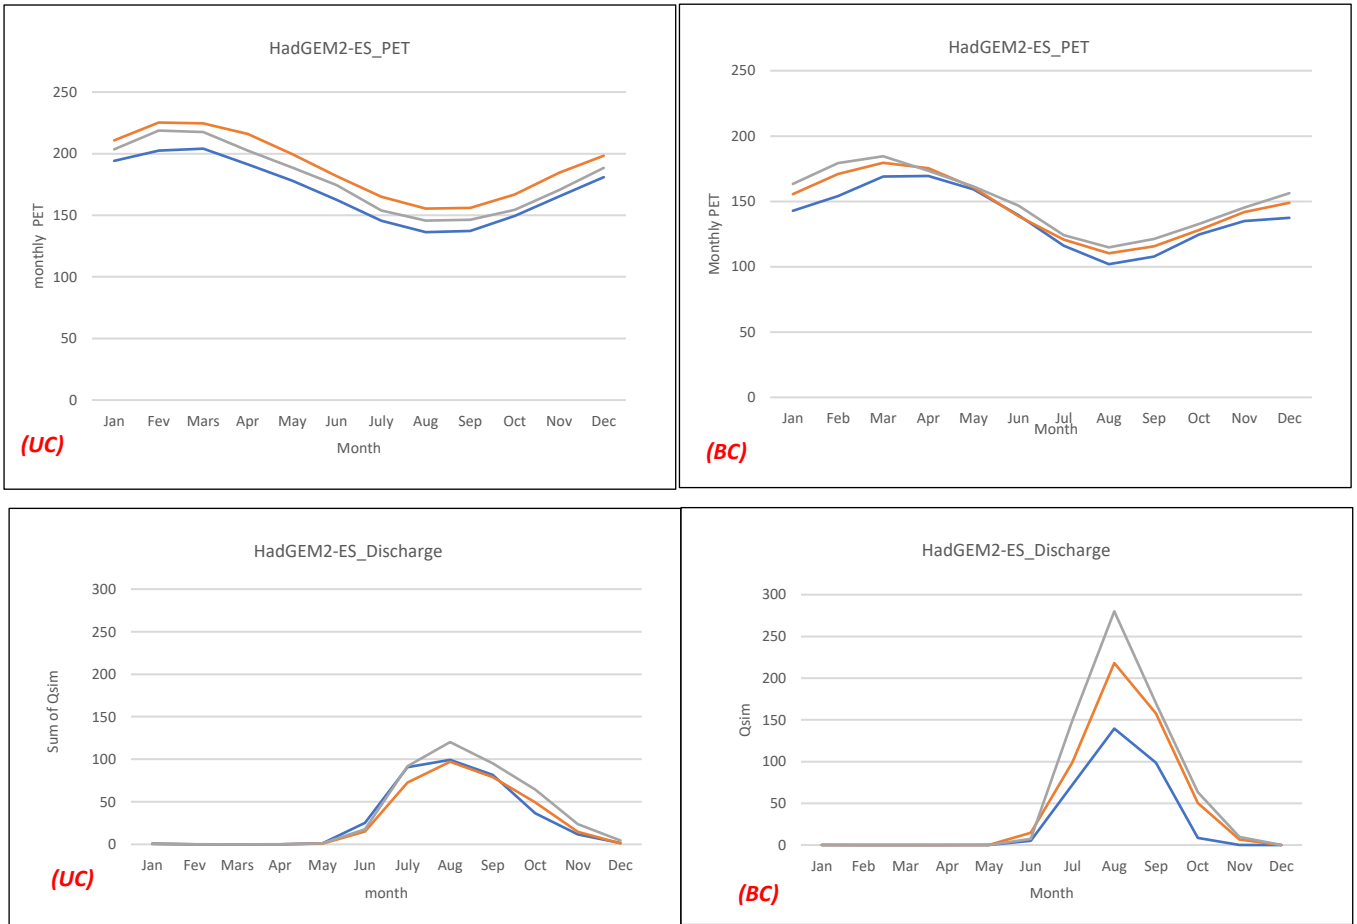 HadGEM2-ES_PET
250
200
150
100
50
0
monthly PET
Jan Fev Mars Apr May Jun July Aug Sep Oct Nov Dec
Month
(UC)
HadGEM2-ES_PET
250
200
150
100
50
0
Monthly PET
Jan Feb Mar Apr May Jun Jul Aug Sep Oct Nov Dec
Month
(BC)
HadGEM2-ES_Discharge
300
250
200
150
100
50
0
Sum of Qsim
Jan Fev Mars Apr May Jun July Aug Sep Oct Nov Dec
month
(UC)
HadGEM2-ES_Discharge
300
250
200
150
100
50
0
Qsim
Jan Feb Mar Apr May Jun Jul Aug Sep Oct Nov Dec
Month
(BC)